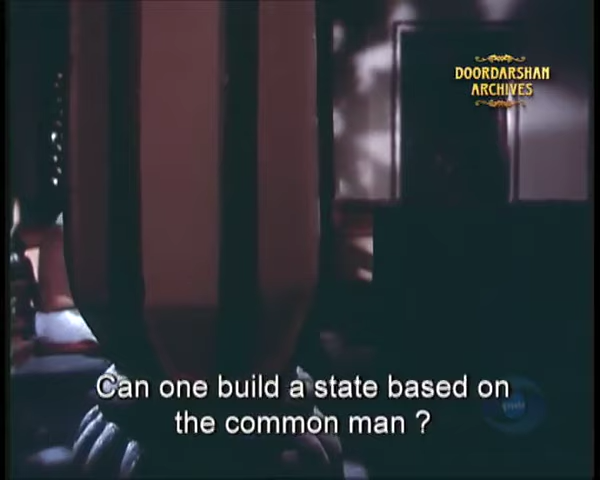 DOORDARSHAN
ARCHIVES
Can one build a state based on
the common man ?